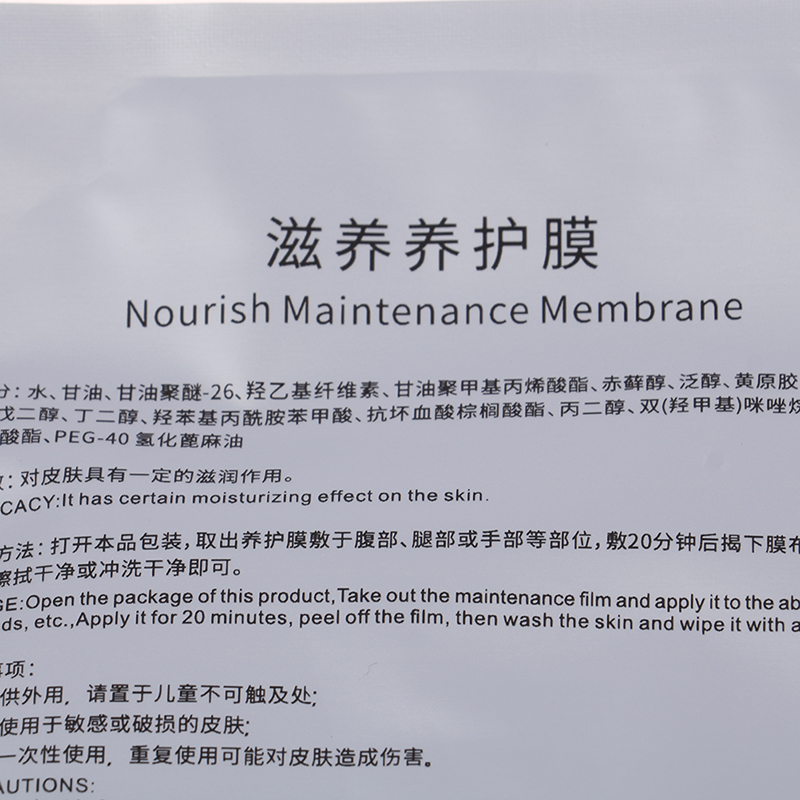 滋养养护膜
Nourish Maintenance Membrane
分：水、甘油、甘油聚醚-26、羟乙基纤维素、甘油聚甲基丙烯酸酯、赤藓醇、泛醇、黄原胶
戊二醇、丁二醇、羟苯基丙酰胺苯甲酸、抗坏血酸棕榈酸酯、丙二醇、双(羟甲基)咪唑烷
酸酯、PEG-40 氢化蓖麻油
：对皮肤具有一定的滋润作用。
CACY:It has certain moisturizing effect on the skin.
方法：打开本品包装，取出养护膜敷于腹部、腿部或手部等部位，敷20分钟后揭下膜布
擦拭干净或冲洗干净即可。
GE:Open the package of this product,Take out the maintenance film and apply it to the ab
ds, etc.,Apply it for 20 minutes, peel off the film, then wash the skin and wipe it with a
事项：
供外用，请置于儿童不可触及处;
使用于敏感或破损的皮肤;
一次性使用，重复使用可能对皮肤造成伤害。
AUTIONS: